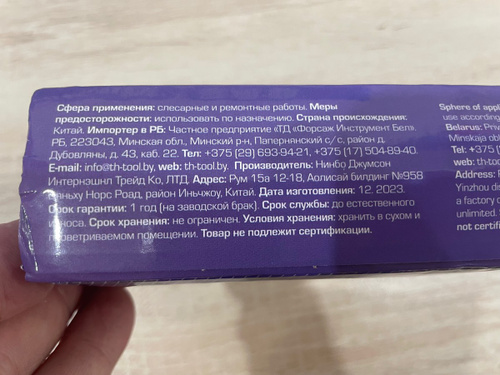 Сфера применения: слесарные и ремонтные работы. Меры
предосторожности: использовать по назначению. Страна происхождения:
Китай. Импортер в РБ: Частное предприятие «ТД «Форсаж Инструмент Бел».
РБ, 223043, Минская обл., Минский р-н, Папернянский с/с, район д.
Дубовляны, д. 43, каб. 22. Тел: +375 (29) 693-94-21, +375 (17) 504-89-40.
E-mail: info@th-tool.by, web: th-tool.by. Производитель: Нинбо Джумсон
Интернэшнл Трейд Ко, ЛТД. Адрес: Рум 15а 12-18, Аолисай билдинг №958
Норс Роад, район Иньчжоу, Китай. Дата изготовления: 12. 2023.
Срок гарантии: 1 год (на заводской брак). Срок службы: до естественного
износа. Срок хранения: не ограничен. Условия хранения: хранить в сухом и
проветриваемом помещении. Товар не подлежит сертификации.
Sphere of
use according
Belarus:
Minskaja
Tel:
web:
Address:
Yinzhou
a factory
unlimited.
not